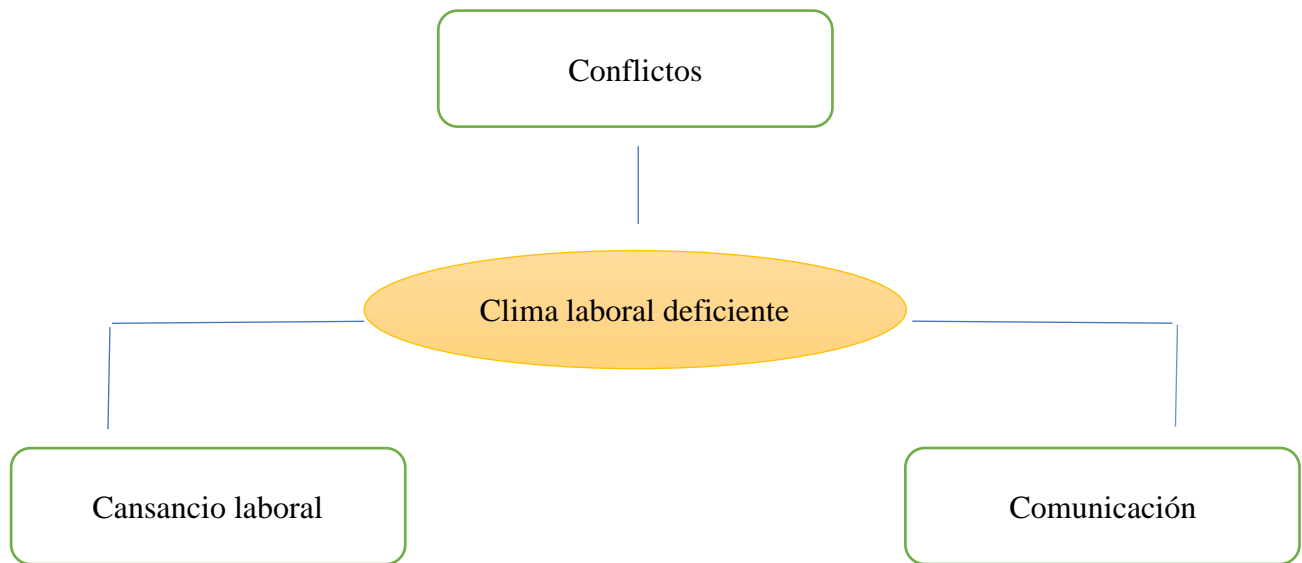 Conflictos
Clima laboral deficiente
Cansancio laboral
Comunicación